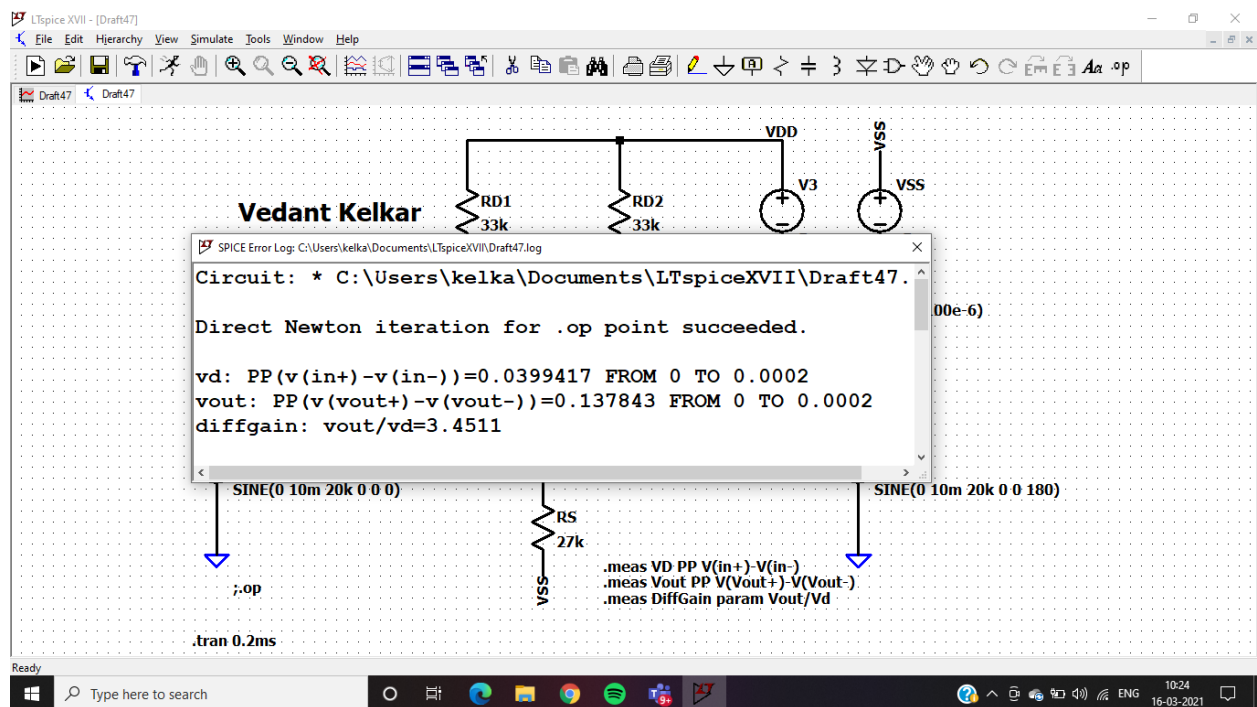 LTspice XVII - [Draft47]
File Edit Hierarchy View Simulate Tools Window Help
Aa .op
Draft47 Draft47
VDD
VSS
V3
VSS
RD1
33k
RD2
33k
Vedant Kelkar
SPICE Error Log: C:\Users\kelka\Documents\LTspiceXVII\Draft47.log
Circuit: * C:\Users\kelka\Documents\LTspiceXVII\Draft47.
00e-6)
Direct Newton iteration for .op point succeeded.
vd: PP(v(in+)-v(in-))=0.0399417 FROM 0 TO 0.0002
vout: PP(v(vout+)-v(vout-))=0.137843 FROM 0 TO 0.0002
diffgain: vout/vd=3.4511
SINE(0 10m 20k 0 0 0)
SINE(0 10m 20k 0 0 180)
RS
27k
VSS
.meas VD PP V(in+)-V(in-)
.meas Vout PP V(Vout+)-V(Vout-)
.meas DiffGain param Vout/Vd
;.op
.tran 0.2ms
Ready
Type here to search
9+
ENG
10:24
16-03-2021